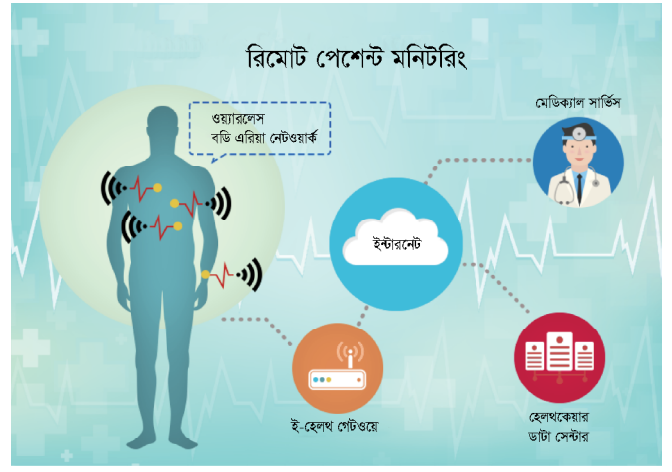 রিমোট পেশেন্ট মনিটরিং
ওয়্যারলেস
বডি এরিয়া নেটওয়ার্ক
মেডিক্যাল সার্ভিস
ইন্টারনেট
ই-হেলথ গেটওয়ে
হেলথকেয়ার
ডাটা সেন্টার